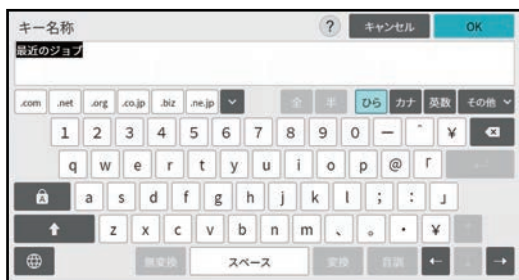 キー名称 ? キャンセル OK
最近のジョブ
.com .net .org .co.jp .biz .ne.jp 全 半 ひら カナ 英数 その他
1 2 3 4 5 6 7 8 9 0 ー ^ ¥
q w e r t y u i o p @ 「
A a s d f g h j k l ; : 」
z x c v b n m 、 。 ・ ¥
無変換 スペース 変換 音訓 ← ↓ →